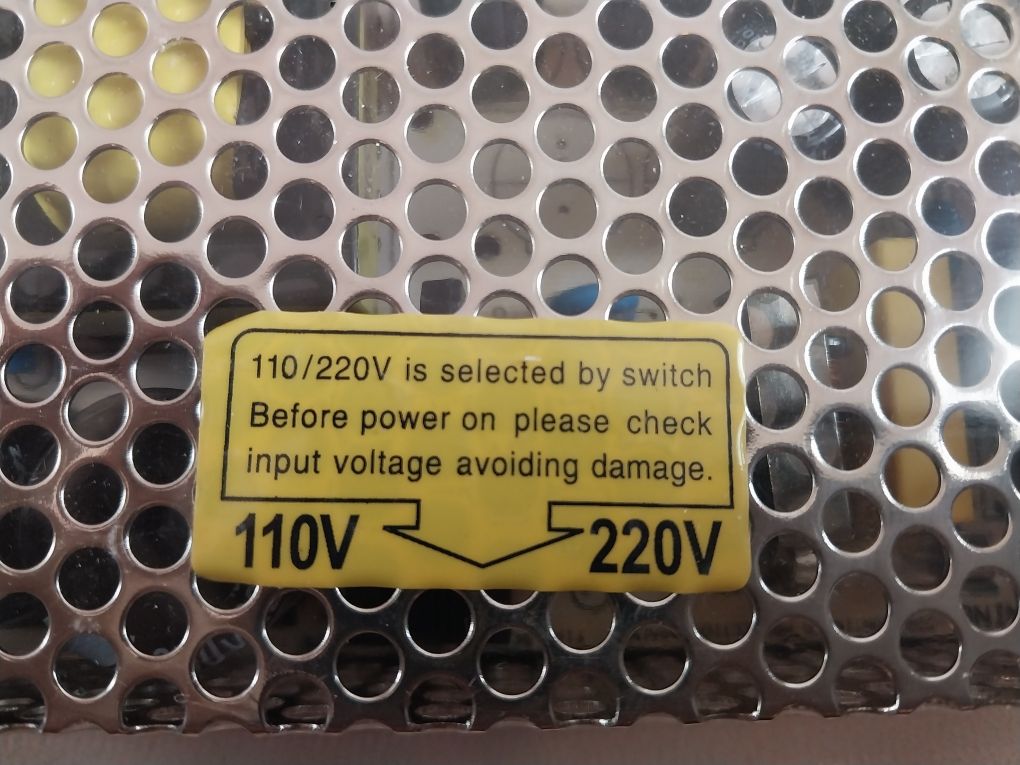 110/220V is selected by switch
Before power on please check
input voltage avoiding damage.
110V 220V